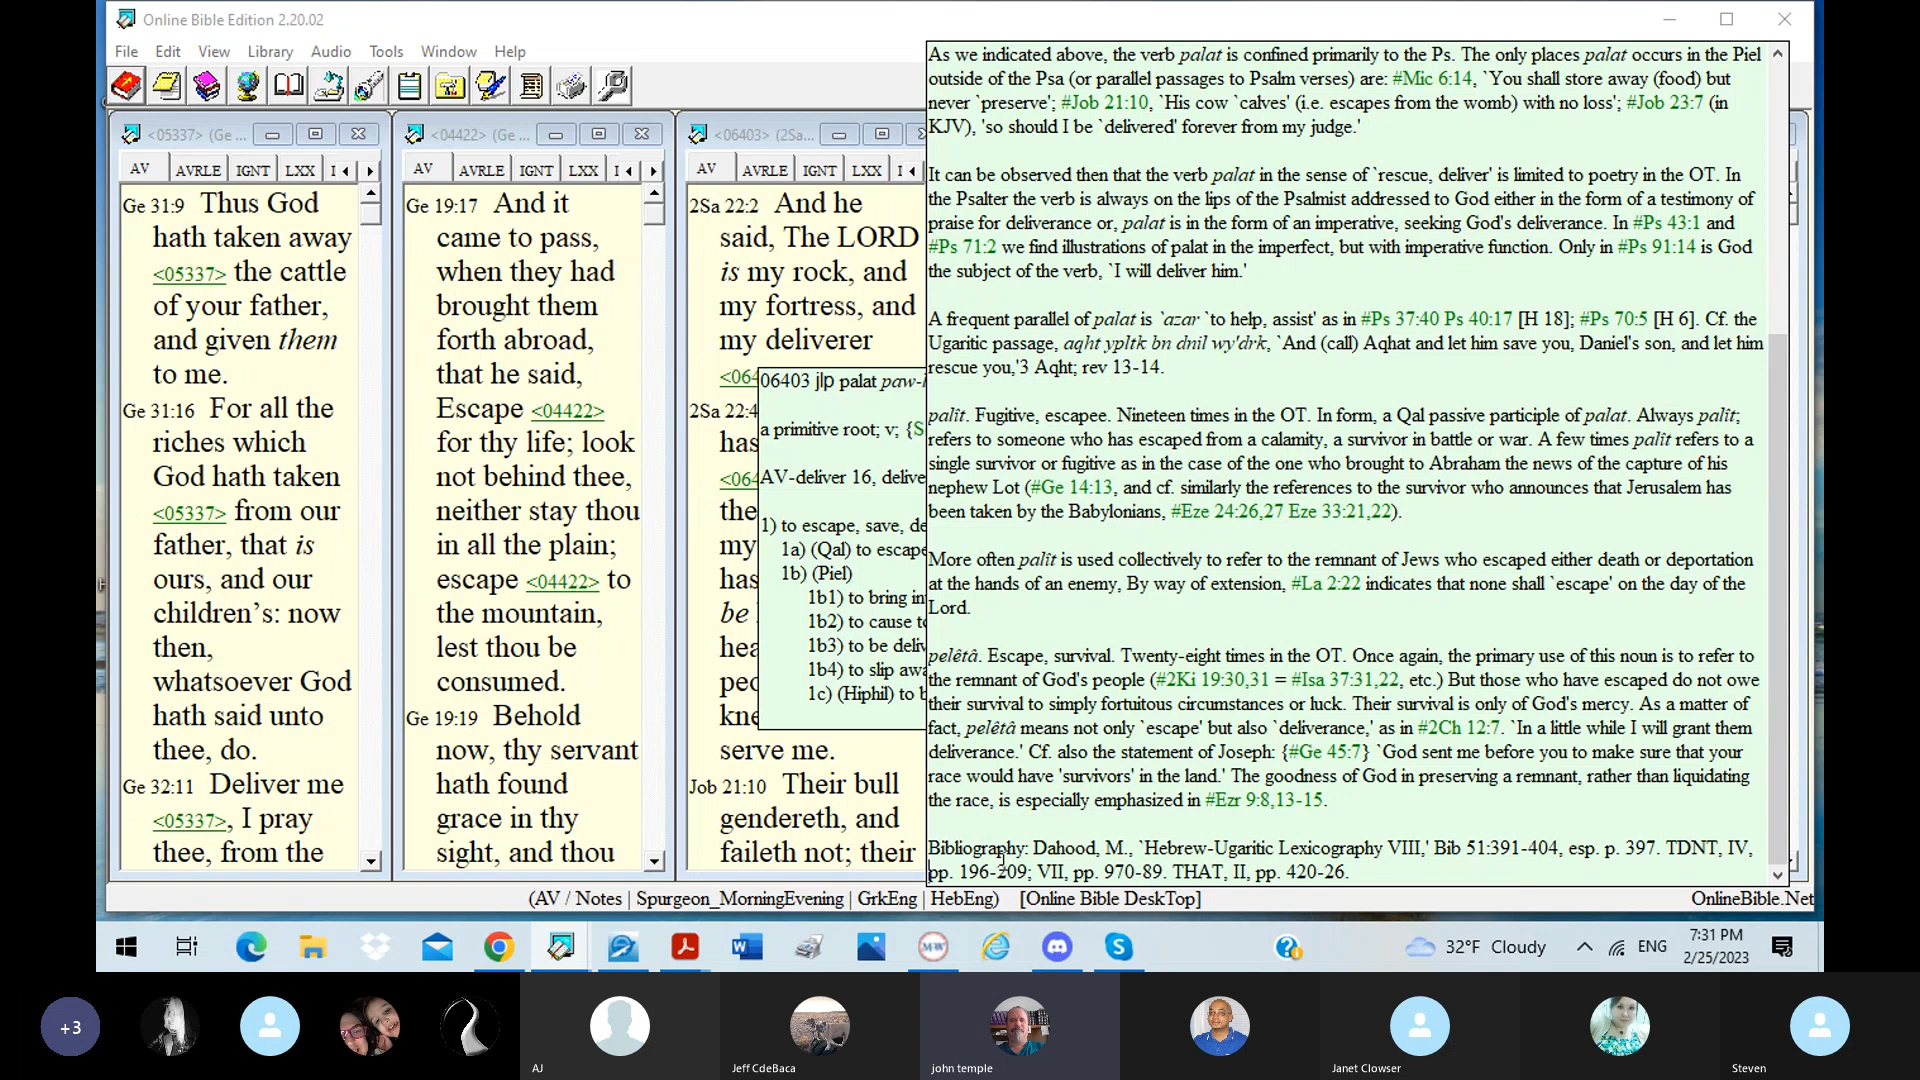 Online Bible Edition 2.20.02
File Edit View Library Audio Tools Window Help
<05337> (Ge ...
AV AVRLE IGNT LXX I
Ge 31:9 Thus God
hath taken away
<05337> the cattle
of your father,
and given them
to me.
Ge 31:16 For all the
riches which
God hath taken
<05337> from our
father, that is
ours, and our
children’s: now
then,
whatsoever God
hath said unto
thee, do.
Ge 32:11 Deliver me
<05337>, I pray
thee, from the
<04422> (Ge ...
AV AVRLE IGNT LXX I
Ge 19:17 And it
came to pass,
when they had
brought them
forth abroad,
that he said,
Escape <04422>
for thy life; look
not behind thee,
neither stay thou
in all the plain;
escape <04422> to
the mountain,
lest thou be
consumed.
Ge 19:19 Behold
now, thy servant
hath found
grace in thy
sight, and thou
<06403> (2Sa...
AV AVRLE IGNT LXX
2Sa 22:2 And he
said, The LORD
is my rock, and
my fortress, and
my deliverer
<064
2Sa 22:4
has
<064
the
my
has
be
hea
peo
kne
serve me.
Job 21:10 Their bull
gendereth, and
faileth not; their
06403 jlp palat paw-
a primitive root; v; {S
AV-deliver 16, delive
1) to escape, save, de
1a) (Qal) to escape
1b) (Piel)
1b1) to bring in
1b2) to cause to
1b3) to be deliv
1b4) to slip awa
1c) (Hiphil) to b
As we indicated above, the verb palat is confined primarily to the Ps. The only places palat occurs in the Piel
outside of the Psa (or parallel passages to Psalm verses) are: #Mic 6:14, `You shall store away (food) but
never `preserve'; #Job 21:10, `His cow `calves' (i.e. escapes from the womb) with no loss'; #Job 23:7 (in
KJV), 'so should I be `delivered' forever from my judge.'
It can be observed then that the verb palat in the sense of `rescue, deliver' is limited to poetry in the OT. In
the Psalter the verb is always on the lips of the Psalmist addressed to God either in the form of a testimony of
praise for deliverance or, palat is in the form of an imperative, seeking God's deliverance. In #Ps 43:1 and
#Ps 71:2 we find illustrations of palat in the imperfect, but with imperative function. Only in #Ps 91:14 is God
the subject of the verb, `I will deliver him.'
A frequent parallel of palat is `azar `to help, assist' as in #Ps 37:40 Ps 40:17 [H 18]; #Ps 70:5 [H 6]. Cf. the
Ugaritic passage, aqht ypltk bn dnil wy'drk, `And (call) Aqhat and let him save you, Daniel's son, and let him
rescue you,'3 Aqht; rev 13-14.
palît. Fugitive, escapee. Nineteen times in the OT. In form, a Qal passive participle of palat. Always palît;
refers to someone who has escaped from a calamity, a survivor in battle or war. A few times palît refers to a
single survivor or fugitive as in the case of the one who brought to Abraham the news of the capture of his
nephew Lot (#Ge 14:13, and cf. similarly the references to the survivor who announces that Jerusalem has
been taken by the Babylonians, #Eze 24:26,27 Eze 33:21,22).
More often palît is used collectively to refer to the remnant of Jews who escaped either death or deportation
at the hands of an enemy, By way of extension, #La 2:22 indicates that none shall `escape' on the day of the
Lord.
pelêtâ. Escape, survival. Twenty-eight times in the OT. Once again, the primary use of this noun is to refer to
the remnant of God's people (#2Ki 19:30,31 = #Isa 37:31,22, etc.) But those who have escaped do not owe
their survival to simply fortuitous circumstances or luck. Their survival is only of God's mercy. As a matter of
fact, pelêtâ means not only `escape' but also `deliverance,' as in #2Ch 12:7. `In a little while I will grant them
deliverance.' Cf. also the statement of Joseph: {#Ge 45:7} `God sent me before you to make sure that your
race would have 'survivors' in the land.' The goodness of God in preserving a remnant, rather than liquidating
the race, is especially emphasized in #Ezr 9:8,13-15.
Bibliography: Dahood, M., `Hebrew-Ugaritic Lexicography VIII,' Bib 51:391-404, esp. p. 397. TDNT, IV,
pp. 196-209; VII, pp. 970-89. THAT, II, pp. 420-26.
(AV / Notes | Spurgeon_MorningEvening | GrkEng | HebEng) [Online Bible DeskTop] OnlineBible.Net
32°F Cloudy ENG
7:31 PM
2/25/2023
+3
AJ
Jeff CdeBaca
john temple
Janet Clowser
Steven